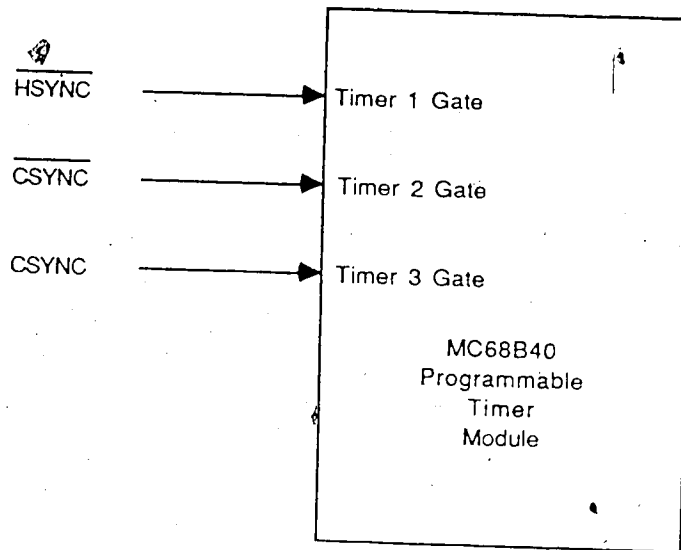 HSYNC
Timer 1 Gate
CSYNC
Timer 2 Gate
CSYNC
Timer 3 Gate
MC68B40
Programmable
Timer
Module